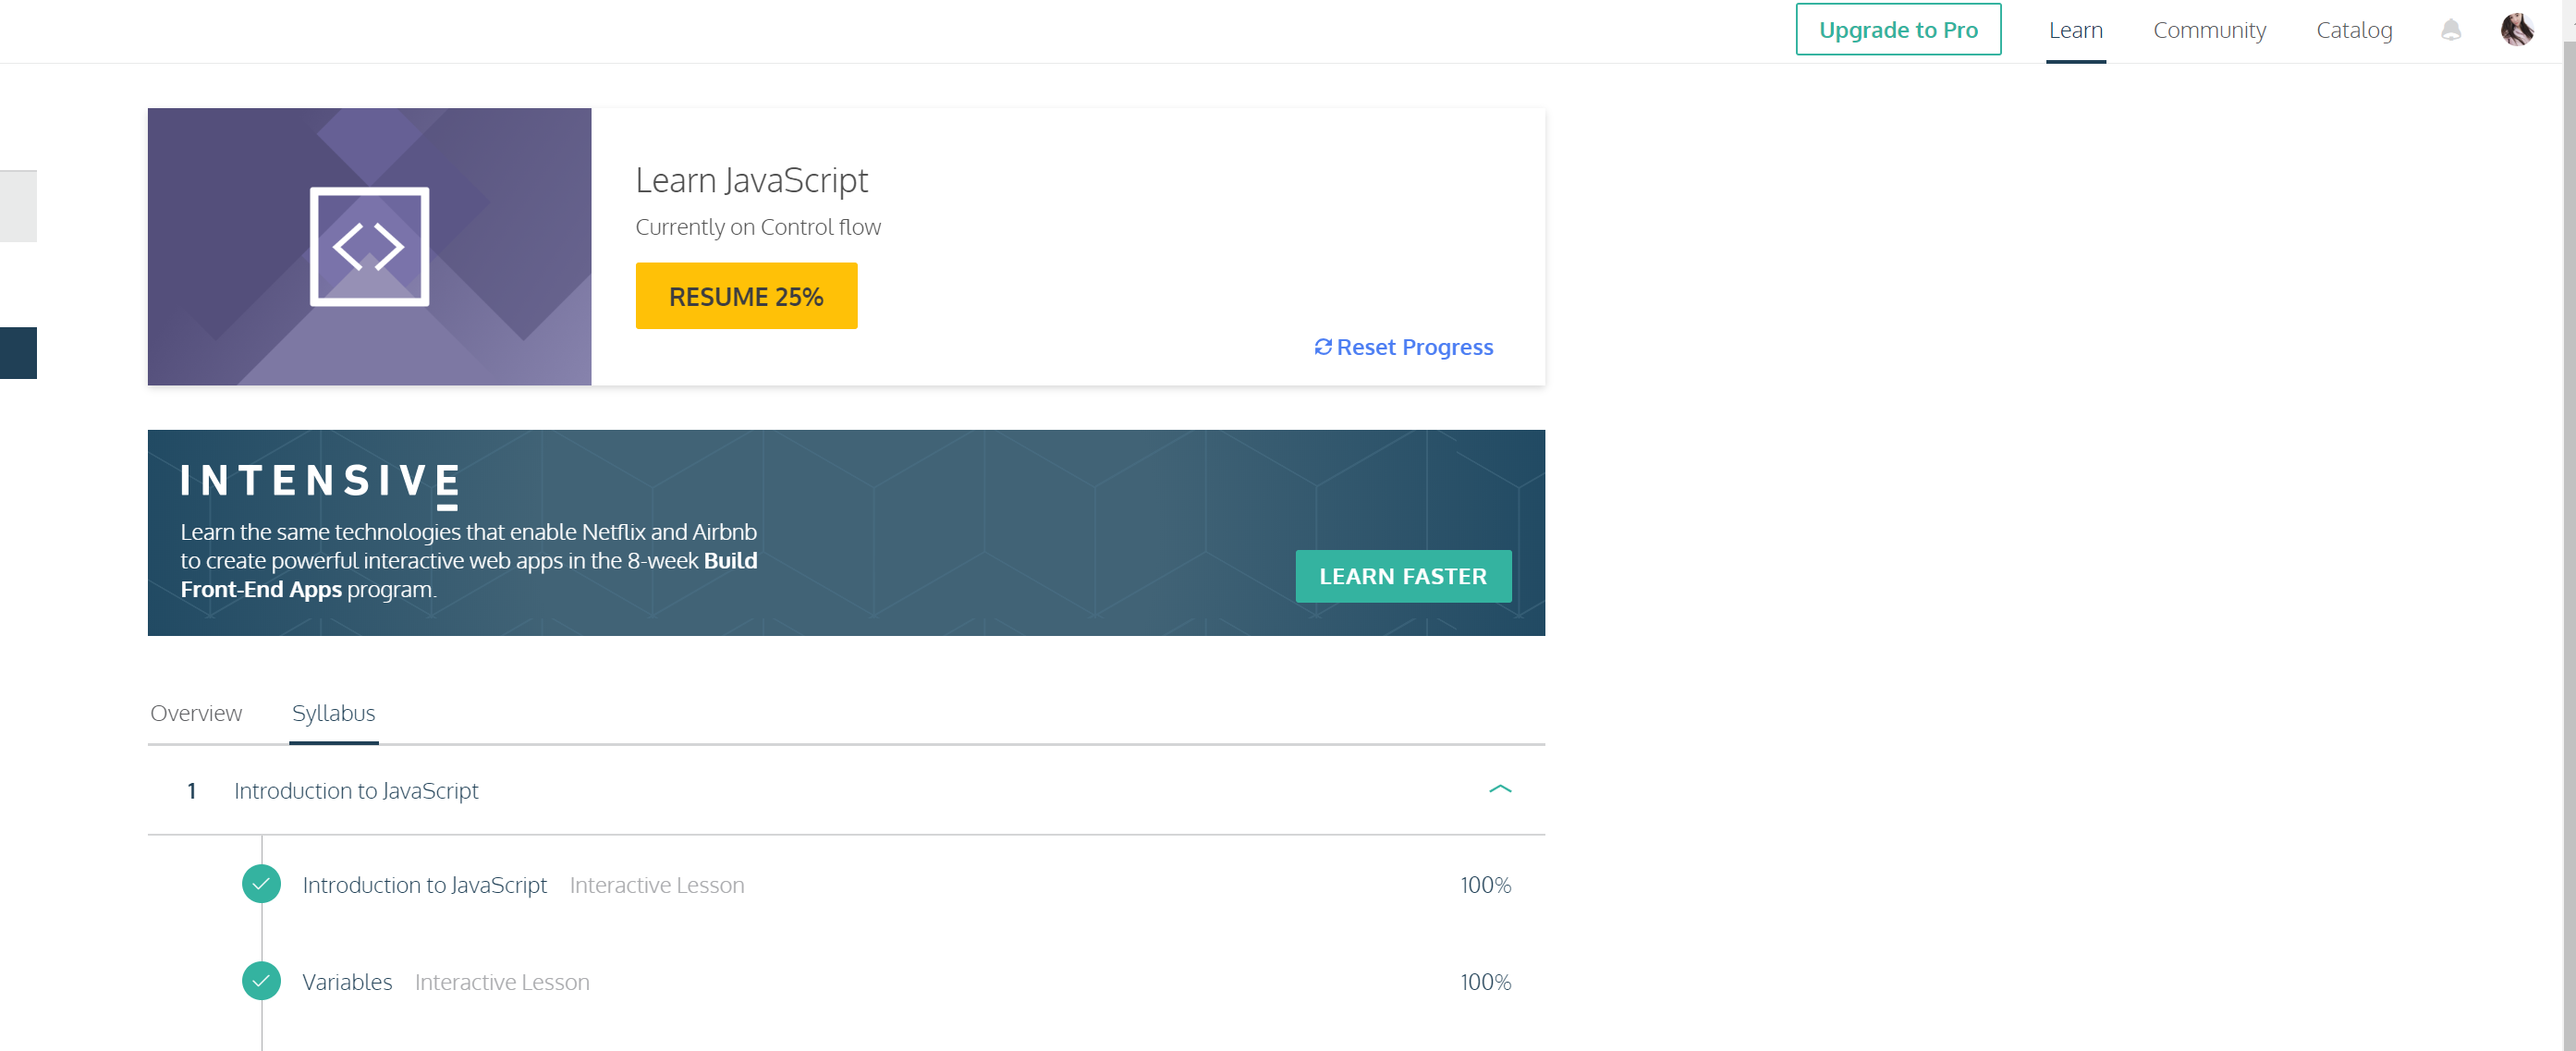 Upgrade to Pro
Learn
Community
Catalog
Learn JavaScript
Currently on Control flow
RESUME 25%
Reset Progress
INTENSIVE
Learn the same technologies that enable Netflix and Airbnb
to create powerful interactive web apps in the 8-week Build
Front-End Apps program.
LEARN FASTER
Overview
Syllabus
1 Introduction to JavaScript
Introduction to JavaScript Interactive Lesson 100%
Variables Interactive Lesson 100%